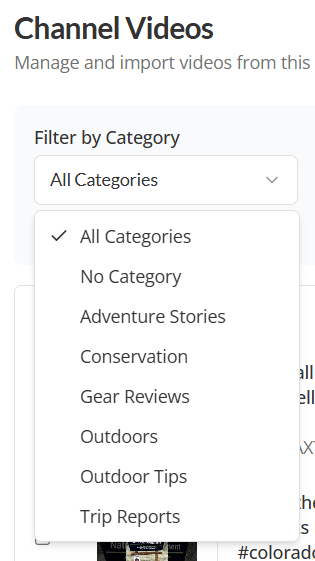 Channel Videos
Manage and import videos from this
Filter by Category
All Categories
All Categories
No Category
Adventure Stories
Conservation
Gear Reviews
Outdoors
Outdoor Tips
Trip Reports
#colorado